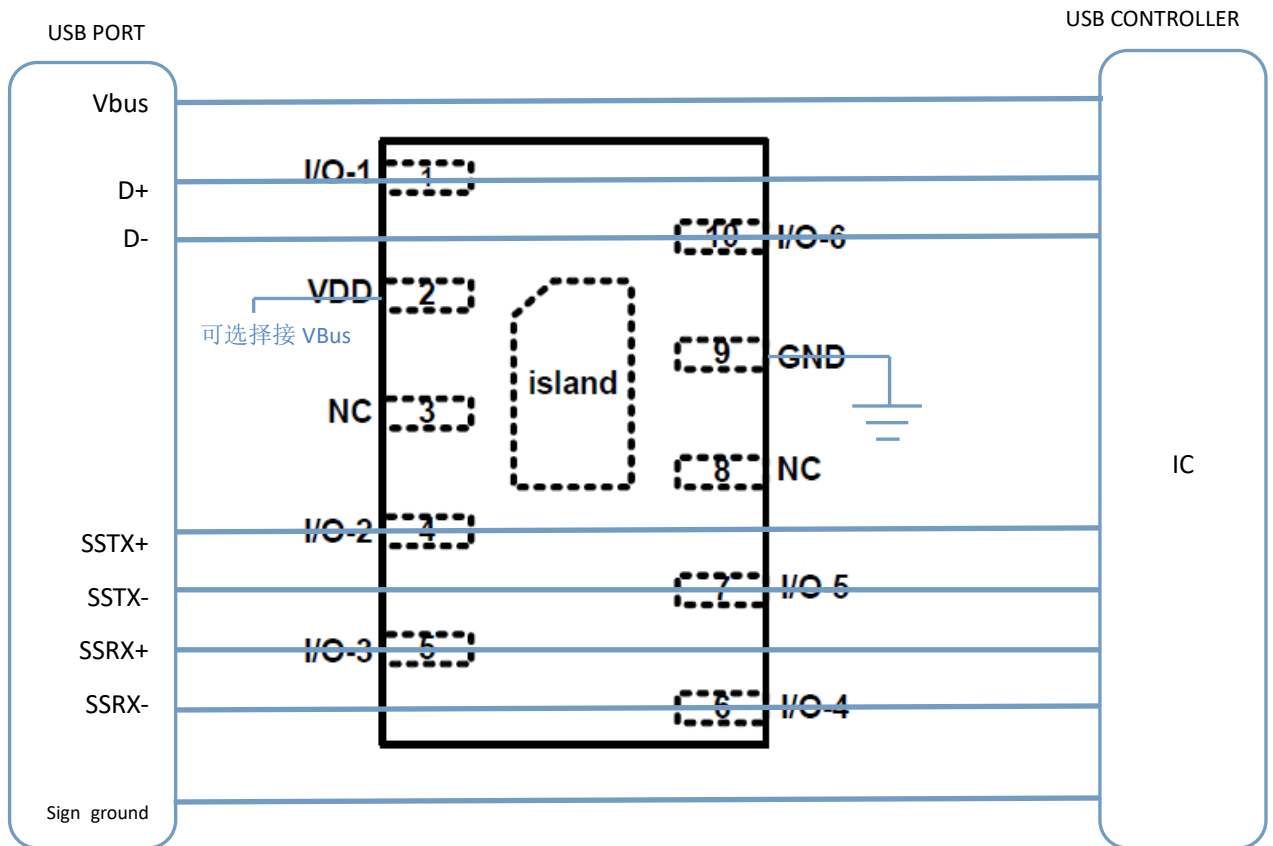 USB PORT
USB CONTROLLER
Vbus
I/O-1 1
D+
D-
10 I/O-6
VDD 2
可选择接 VBus
9 GND
island
NC 3
8 NC
IC
I/O-2 4
SSTX+
7 I/O-5
SSTX-
I/O-3 5
SSRX+
SSRX-
6 I/O-4
Sign ground